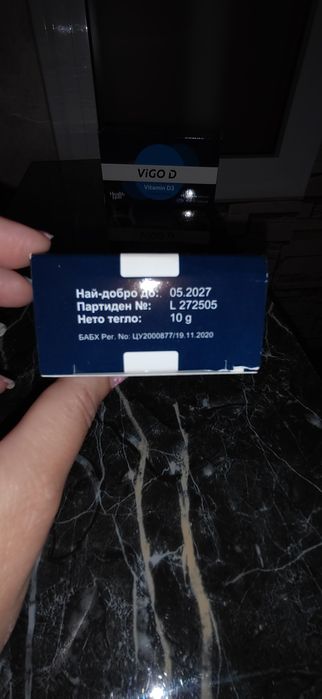 ViGO D
Vitamin D3
Най-добро до: 05.2027
Партиден №: L 272505
Нето тегло: 10 g
БАБХ Рег. No: ЦУ2000877/19.11.2020